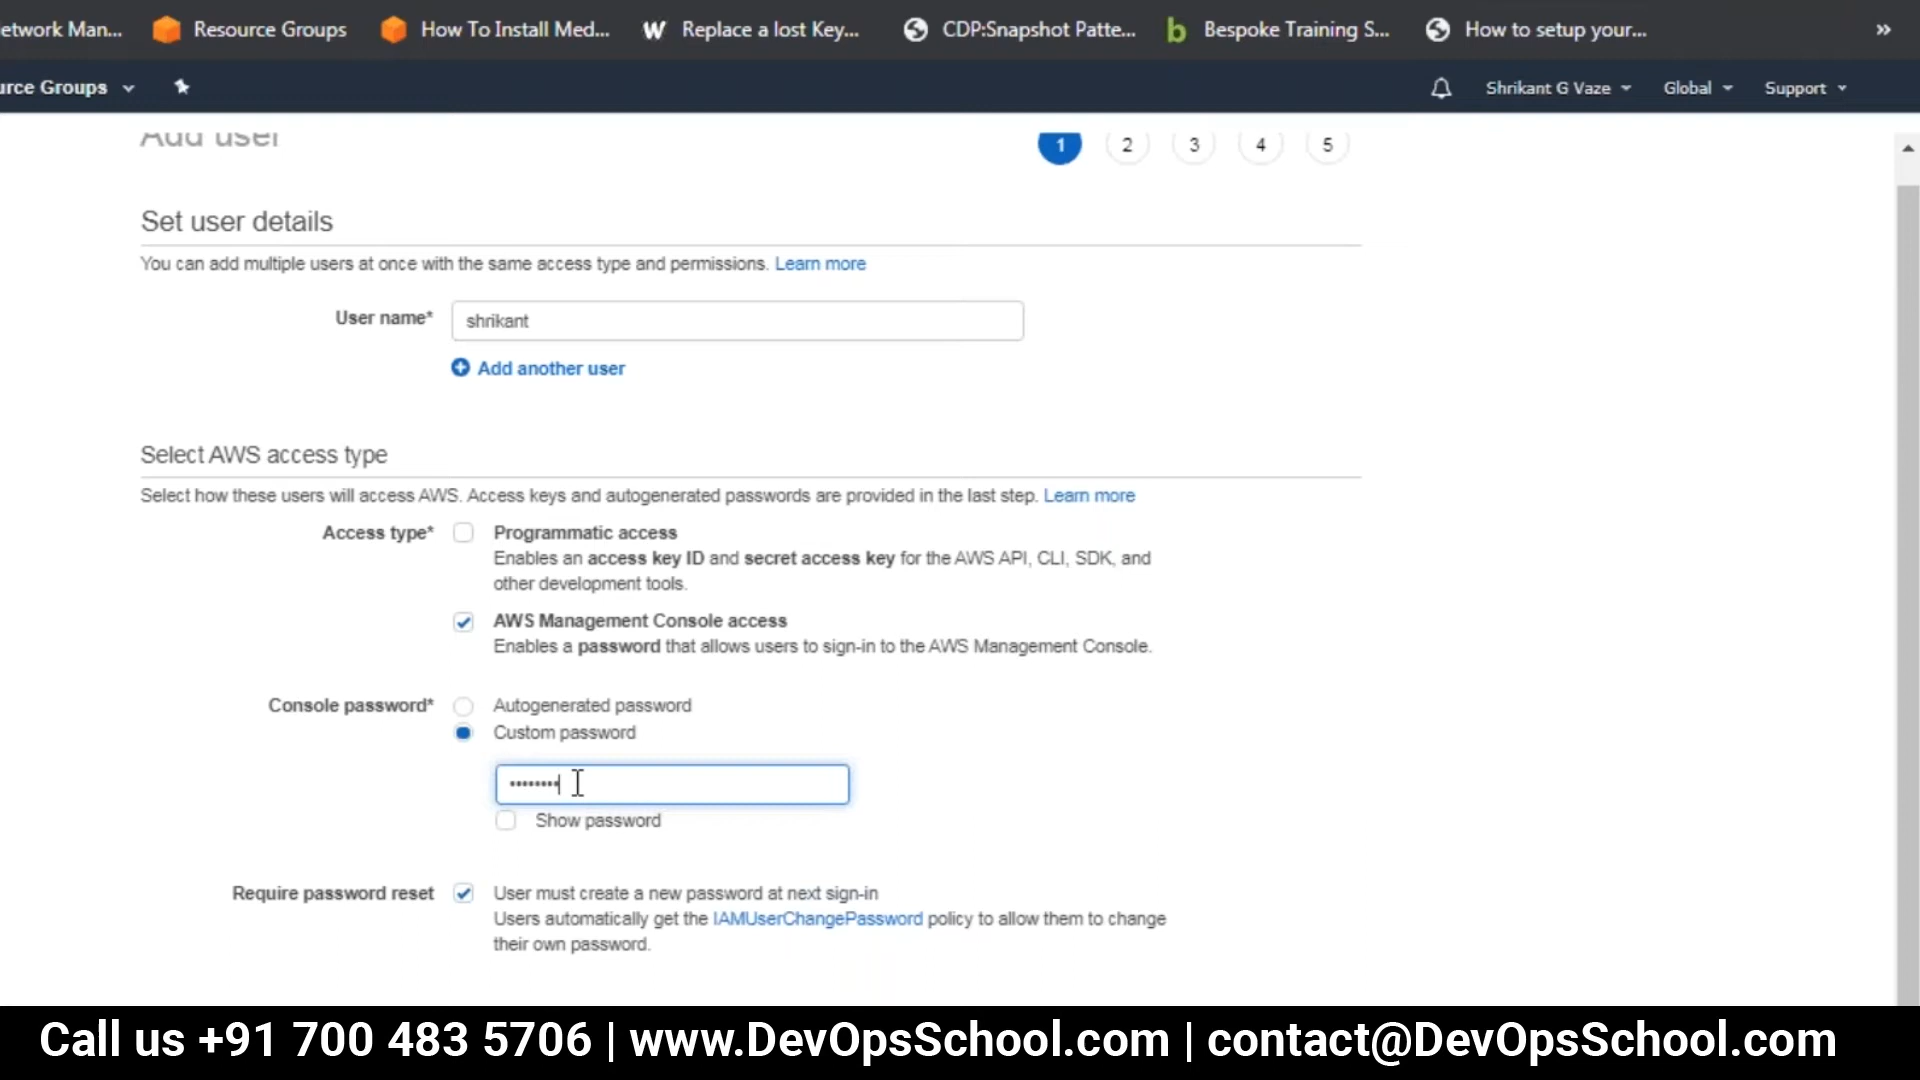 etwork Man... Resource Groups How To Install Med... W Replace a lost Key... CDP:Snapshot Patte... b Bespoke Training S... How to setup your... »
urce Groups Shrikant G Vaze Global Support
Add user 1 2 3 4 5
Set user details
You can add multiple users at once with the same access type and permissions. Learn more
User name* shrikant
Add another user
Select AWS access type
Select how these users will access AWS. Access keys and autogenerated passwords are provided in the last step. Learn more
Access type* Programmatic access
Enables an access key ID and secret access key for the AWS API, CLI, SDK, and
other development tools.
AWS Management Console access
Enables a password that allows users to sign-in to the AWS Management Console.
Console password* Autogenerated password
Custom password
••••••••
Show password
Require password reset User must create a new password at next sign-in
Users automatically get the IAMUserChangePassword policy to allow them to change
their own password.
Call us +91 700 483 5706 | www.DevOpsSchool.com | contact@DevOpsSchool.com